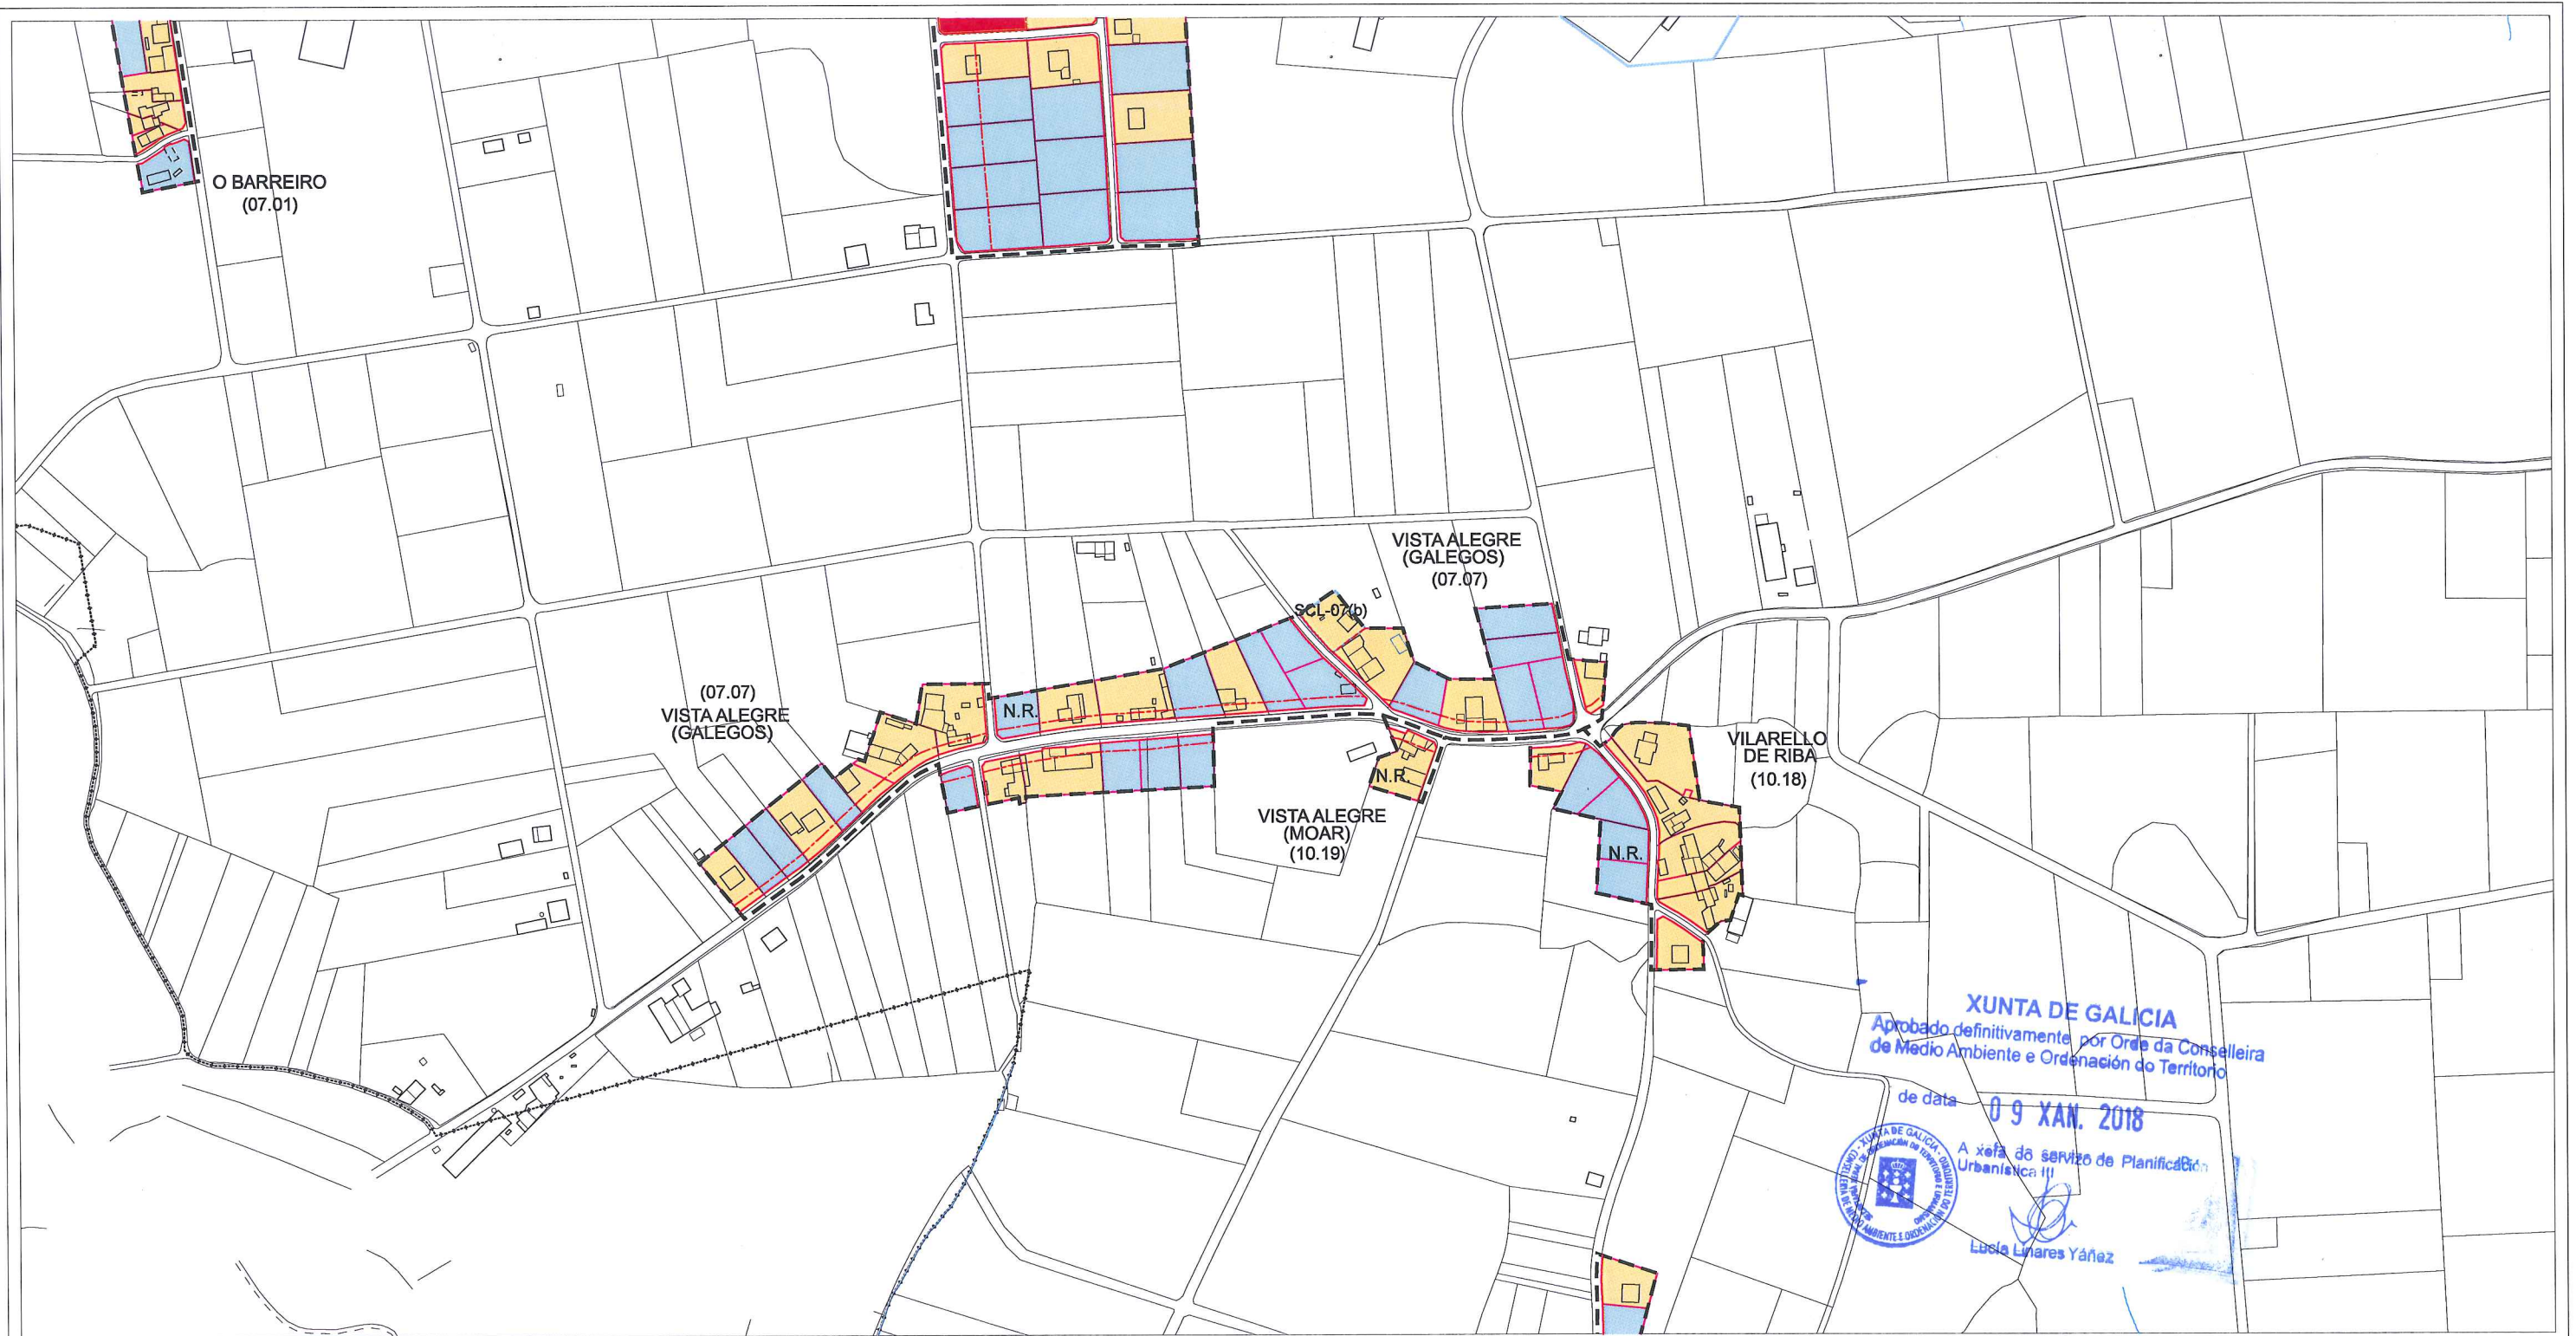 O BARREIRO
(07.01)
VISTA ALEGRE
(GALEGOS)
(07.07)
SCL-07(b)
(07.07)
VISTA ALEGRE
(GALEGOS)
N.R.
VILARELLO
DE RIBA
(10.18)
N.R.
VISTA ALEGRE
(MOAR)
(10.19)
N.R.
XUNTA DE GALICIA
Aprobado definitivamente por Orde da Conselleira
de Medio Ambiente e Ordenación do Territorio
de data 09 XAN. 2018
A xefa do servizo de Planificación
Urbanística III
Lucía Linares Yáñez